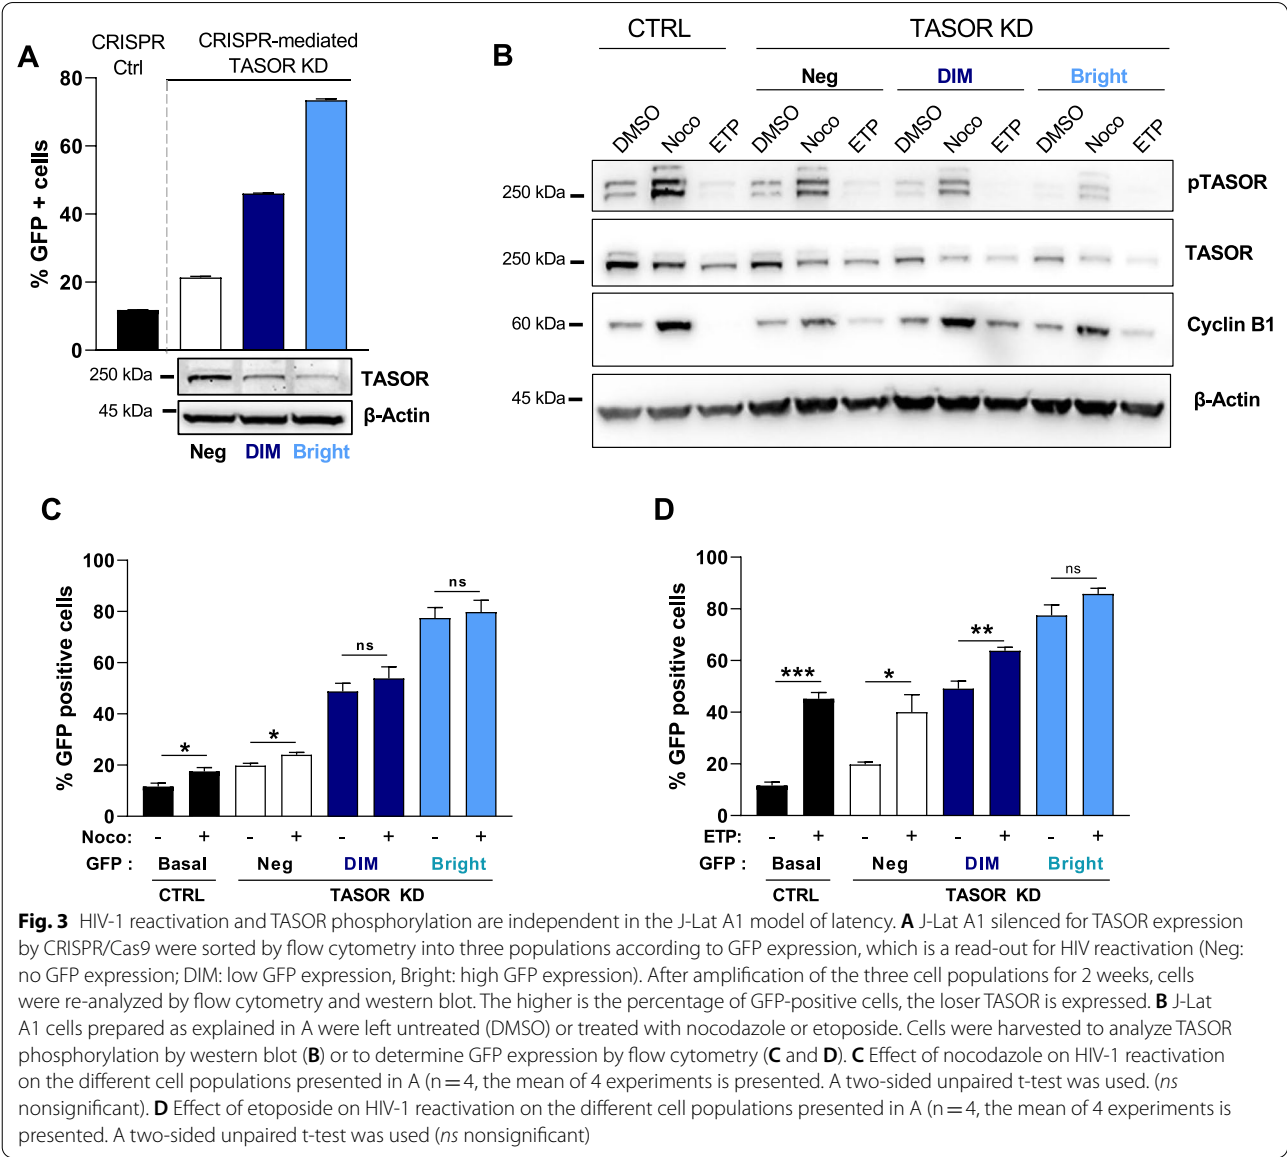 A
CRISPR
Ctrl
CRISPR-mediated
TASOR KD
% GFP + cells
80
60
40
20
0
250 kDa
TASOR
45 kDa
β-Actin
Neg DIM Bright
B
CTRL TASOR KD
Neg DIM Bright
DMSO Noco ETP DMSO Noco ETP DMSO Noco ETP DMSO Noco ETP
250 kDa pTASOR
250 kDa TASOR
60 kDa Cyclin B1
45 kDa β-Actin
C
% GFP positive cells
100
80
60
40
20
0
* * ns ns
Noco: - + - + - + - +
GFP : Basal Neg DIM Bright
CTRL TASOR KD
D
% GFP positive cells
100
80
60
40
20
0
*** * ** ns
ETP: - + - + - + - +
GFP : Basal Neg DIM Bright
CTRL TASOR KD
Fig. 3 HIV-1 reactivation and TASOR phosphorylation are independent in the J-Lat A1 model of latency. A J-Lat A1 silenced for TASOR expression
by CRISPR/Cas9 were sorted by flow cytometry into three populations according to GFP expression, which is a read-out for HIV reactivation (Neg:
no GFP expression; DIM: low GFP expression, Bright: high GFP expression). After amplification of the three cell populations for 2 weeks, cells
were re-analyzed by flow cytometry and western blot. The higher is the percentage of GFP-positive cells, the loser TASOR is expressed. B J-Lat
A1 cells prepared as explained in A were left untreated (DMSO) or treated with nocodazole or etoposide. Cells were harvested to analyze TASOR
phosphorylation by western blot (B) or to determine GFP expression by flow cytometry (C and D). C Effect of nocodazole on HIV-1 reactivation
on the different cell populations presented in A (n = 4, the mean of 4 experiments is presented. A two-sided unpaired t-test was used. (ns
nonsignificant). D Effect of etoposide on HIV-1 reactivation on the different cell populations presented in A (n = 4, the mean of 4 experiments is
presented. A two-sided unpaired t-test was used (ns nonsignificant)